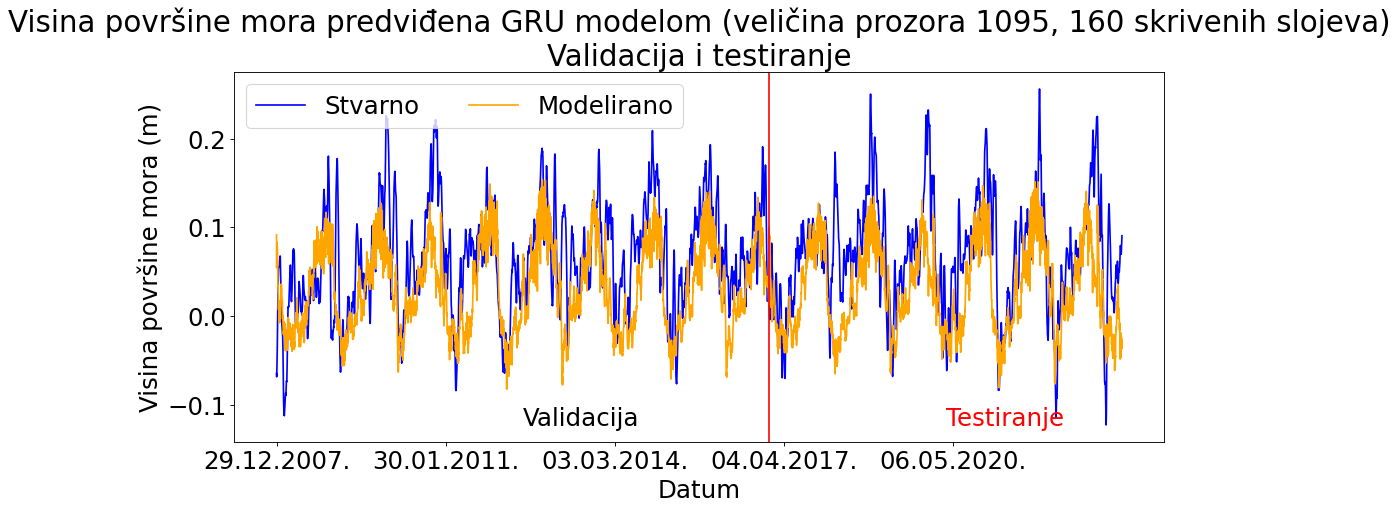 Visina površine mora predviđena GRU modelom (veličina prozora 1095, 160 skrivenih slojeva)
Validacija i testiranje
Stvarno
Modelirano
Visina površine mora (m)
0.2
0.1
0.0
−0.1
Validacija
Testiranje
29.12.2007.
30.01.2011.
03.03.2014.
04.04.2017.
06.05.2020.
Datum